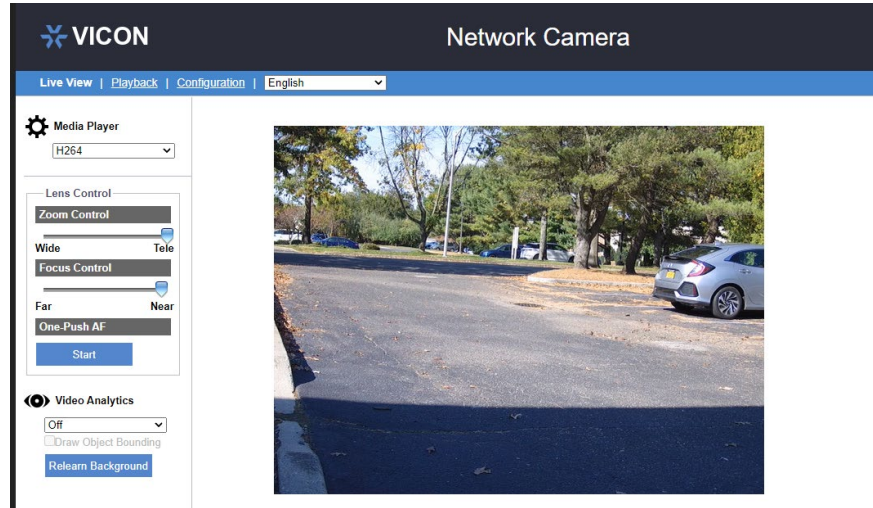 VICON
Network Camera
Live View | Playback | Configuration | English
Media Player
H264
Lens Control
Zoom Control
Wide Tele
Focus Control
Far Near
One-Push AF
Start
Video Analytics
Off
Draw Object Bounding
Relearn Background